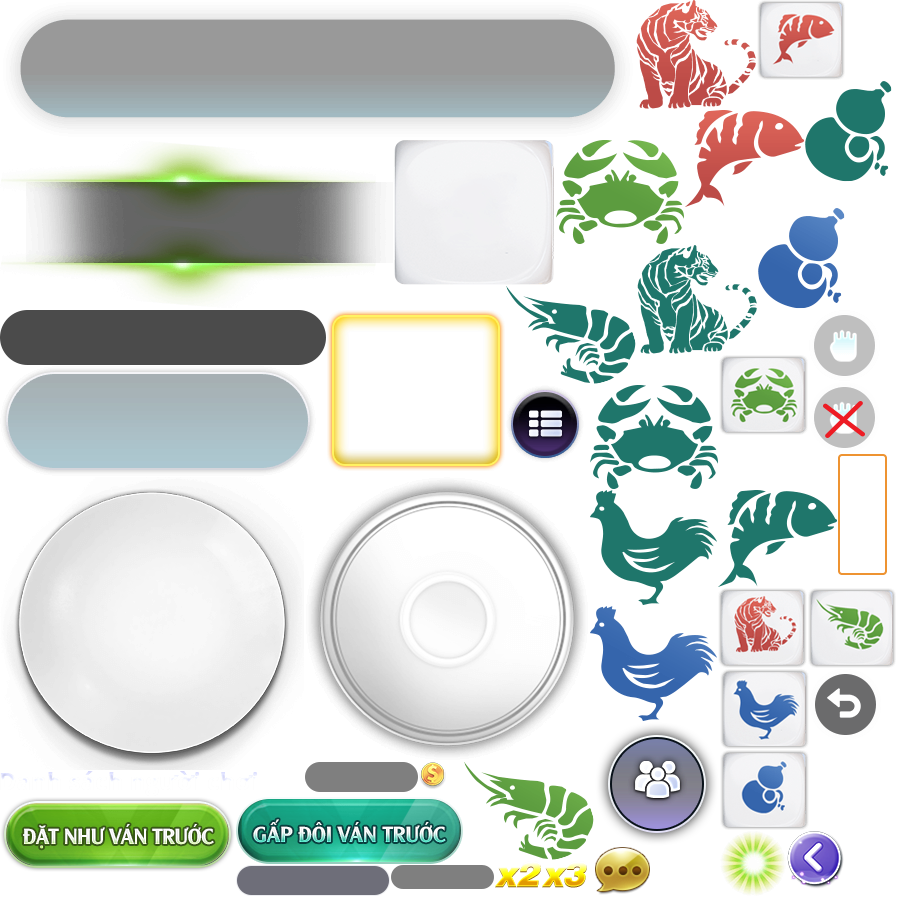 ĐẶT NHƯ VÁN TRƯỚC
GẤP ĐÔI VÁN TRƯỚC
x2 x3